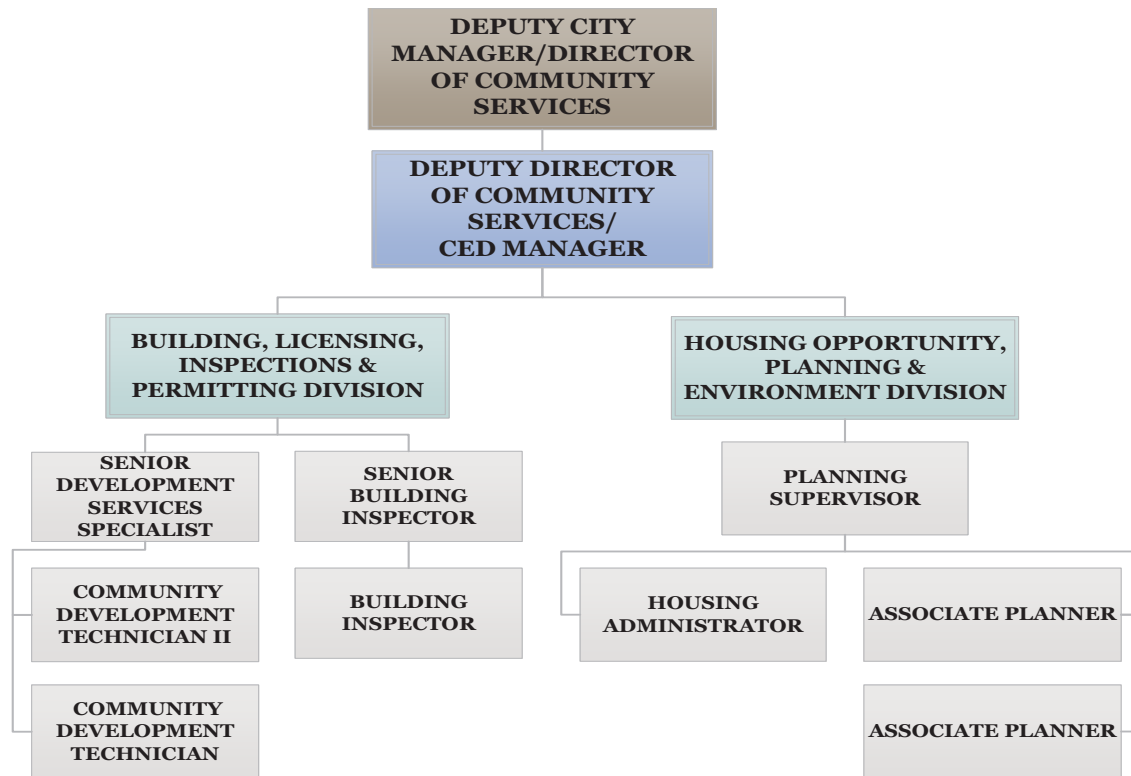 DEPUTY CITY
MANAGER/DIRECTOR
OF COMMUNITY
SERVICES
DEPUTY DIRECTOR
OF COMMUNITY
SERVICES/
CED MANAGER
BUILDING, LICENSING,
INSPECTIONS &
PERMITTING DIVISION
HOUSING OPPORTUNITY,
PLANNING &
ENVIRONMENT DIVISION
SENIOR
DEVELOPMENT
SERVICES
SPECIALIST
SENIOR
BUILDING
INSPECTOR
PLANNING
SUPERVISOR
COMMUNITY
DEVELOPMENT
TECHNICIAN II
BUILDING
INSPECTOR
HOUSING
ADMINISTRATOR
ASSOCIATE PLANNER
COMMUNITY
DEVELOPMENT
TECHNICIAN
ASSOCIATE PLANNER